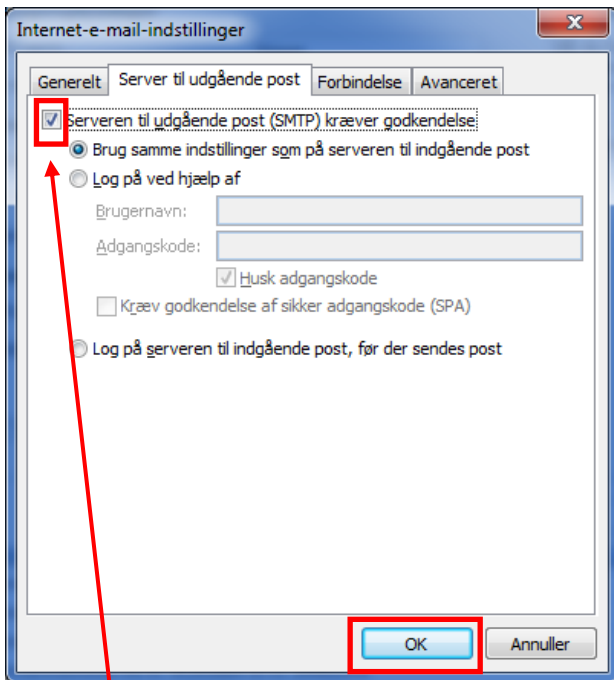 Internet-e-mail-indstillinger
Generelt Server til udgående post Forbindelse Avanceret
Serveren til udgående post (SMTP) kræver godkendelse
Brug samme indstillinger som på serveren til indgående post
Log på ved hjælp af
Brugernavn:
Adgangskode:
Husk adgangskode
Kræv godkendelse af sikker adgangskode (SPA)
Log på serveren til indgående post, før der sendes post
OK Annuller